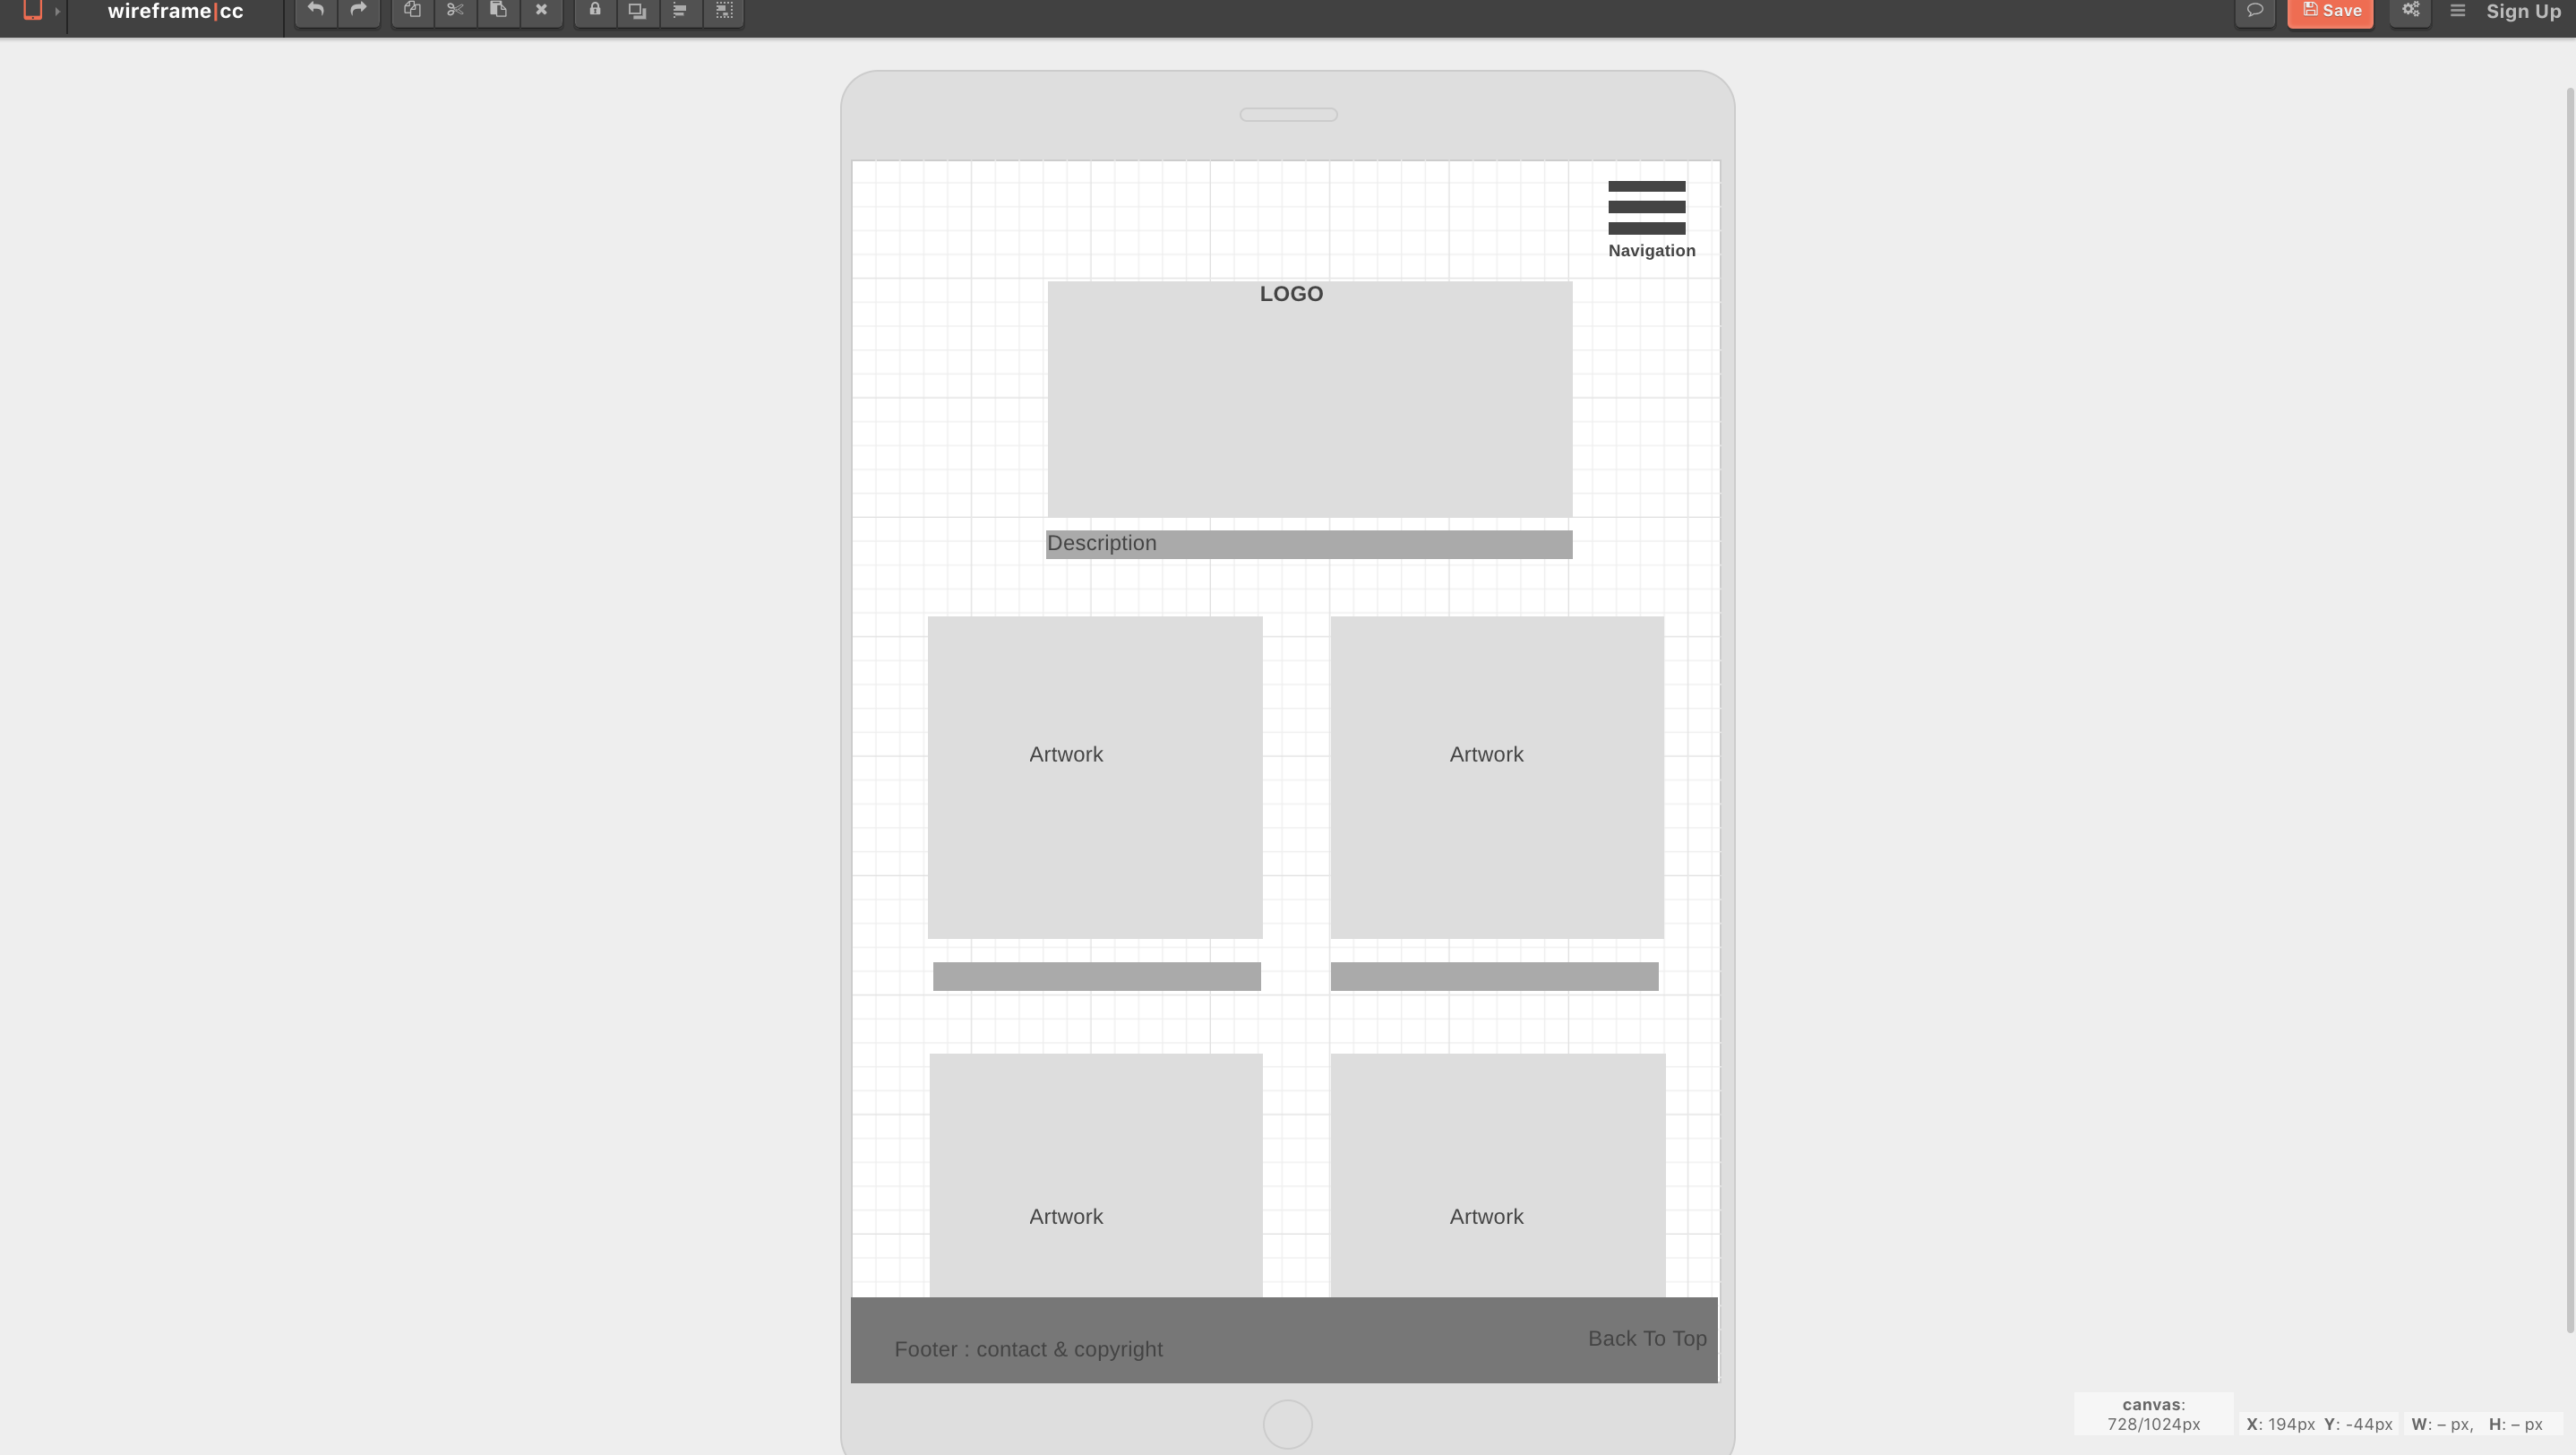 wireframe|cc
Save
Sign Up
Navigation
LOGO
Description
Artwork Artwork
Artwork Artwork
Back To Top
Footer : contact & copyright
canvas:
728/1024px X: 194px Y: -44px W: – px, H: – px